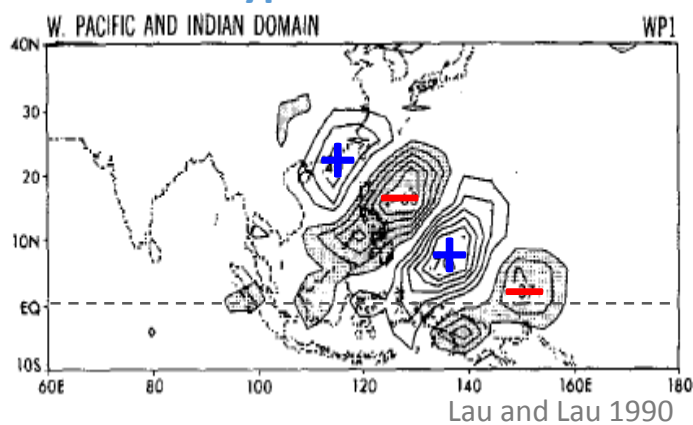 W. PACIFIC AND INDIAN DOMAIN WP1
40N
30
20
10N
EQ
10S
60E 80 100 120 140 160E 180
Lau and Lau 1990